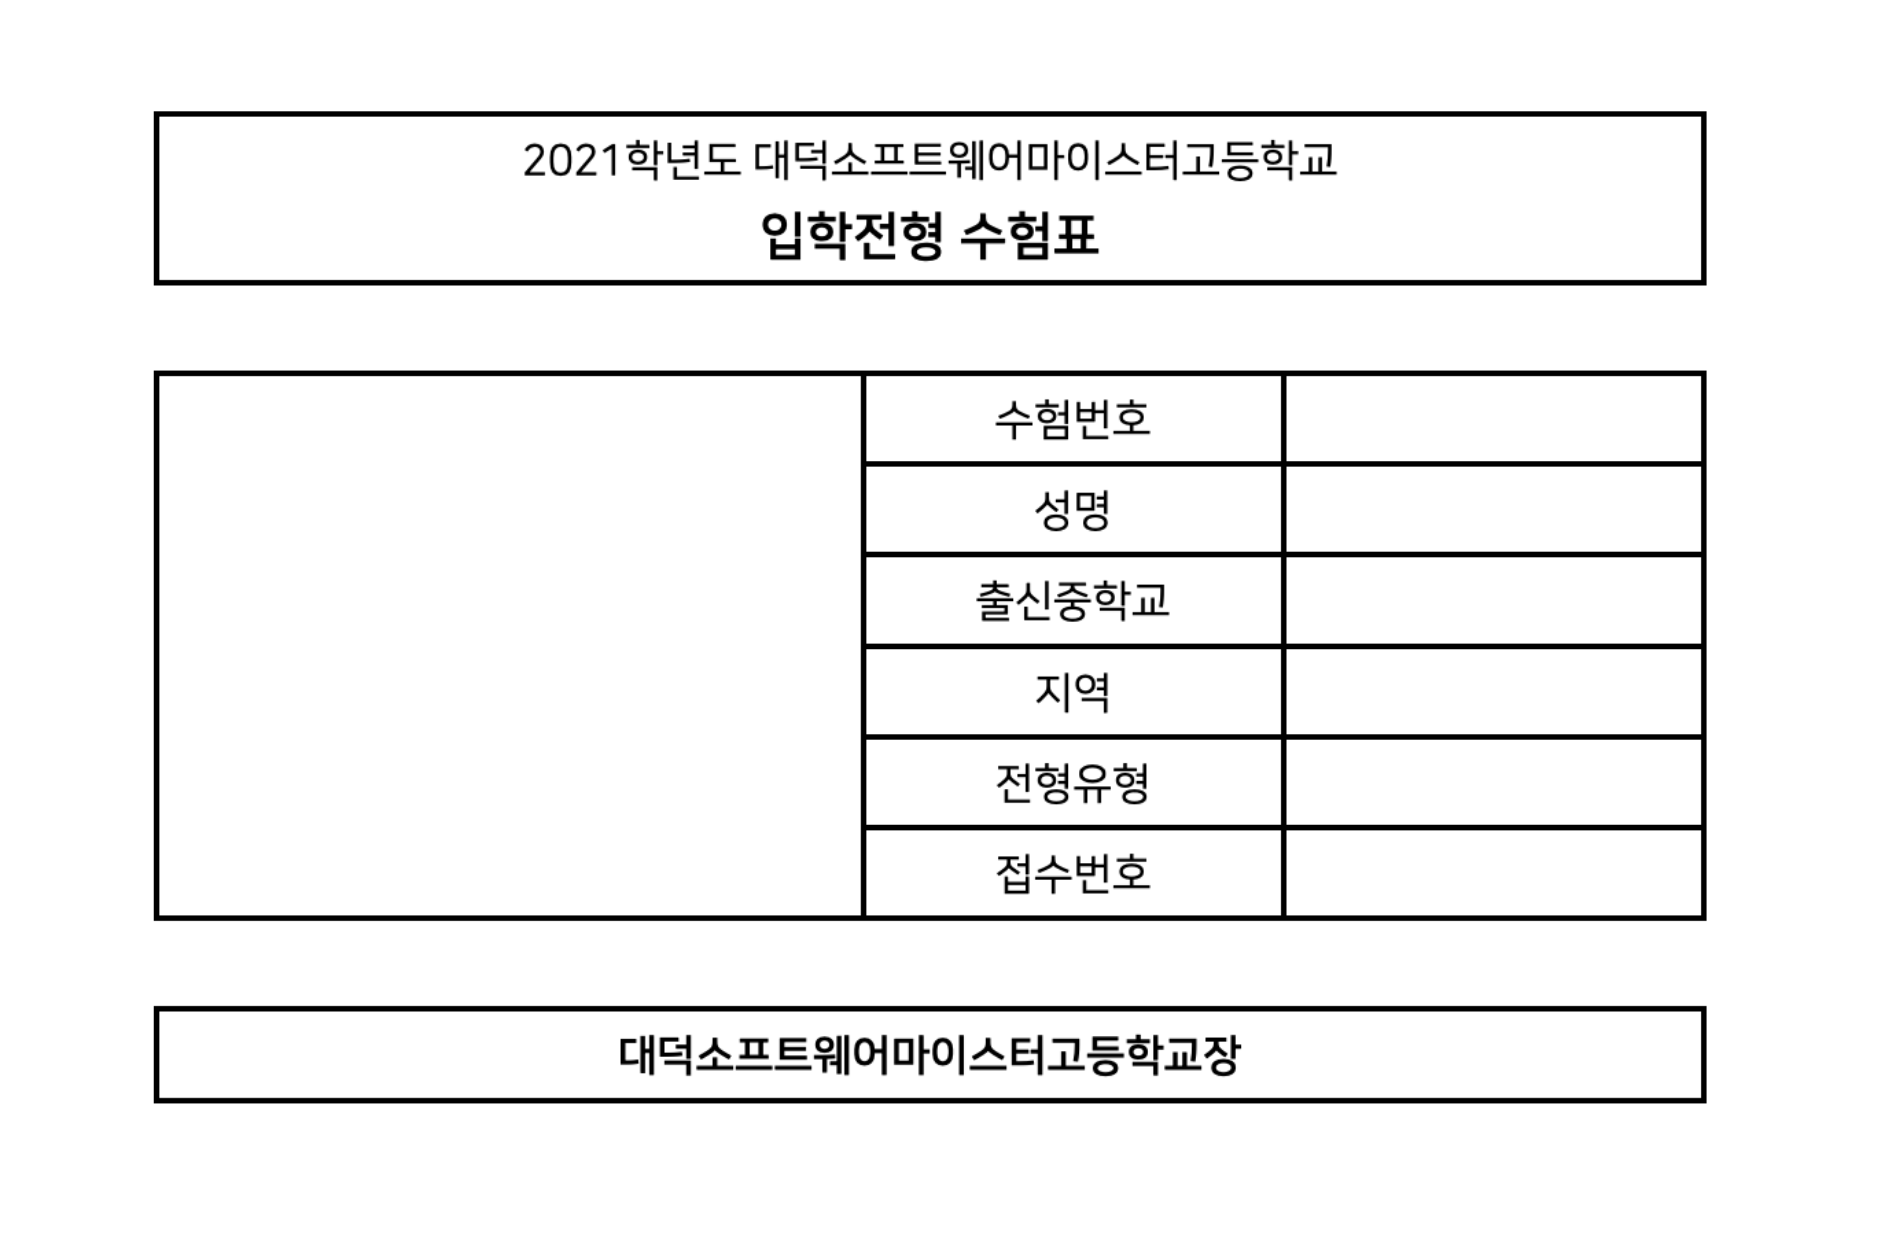 2021학년도 대덕소프트웨어마이스터고등학교
입학전형 수험표
수험번호
성명
출신중학교
지역
전형유형
접수번호
대덕소프트웨어마이스터고등학교장